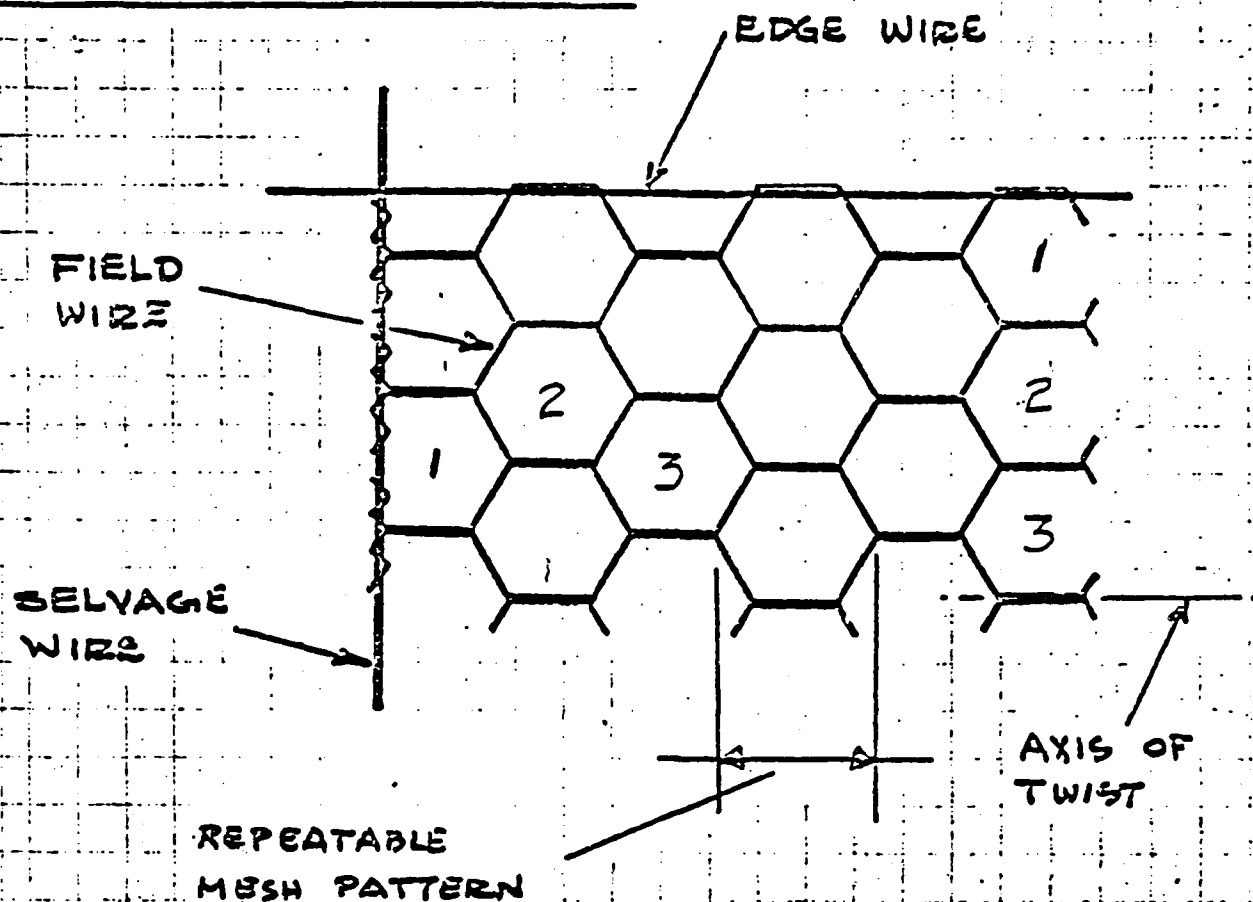 EDGE WIRE
FIELD
WIRE
1
2
2
1
3
3
SELVAGE
WIRE
AXIS OF
TWIST
REPEATABLE
MESH PATTERN